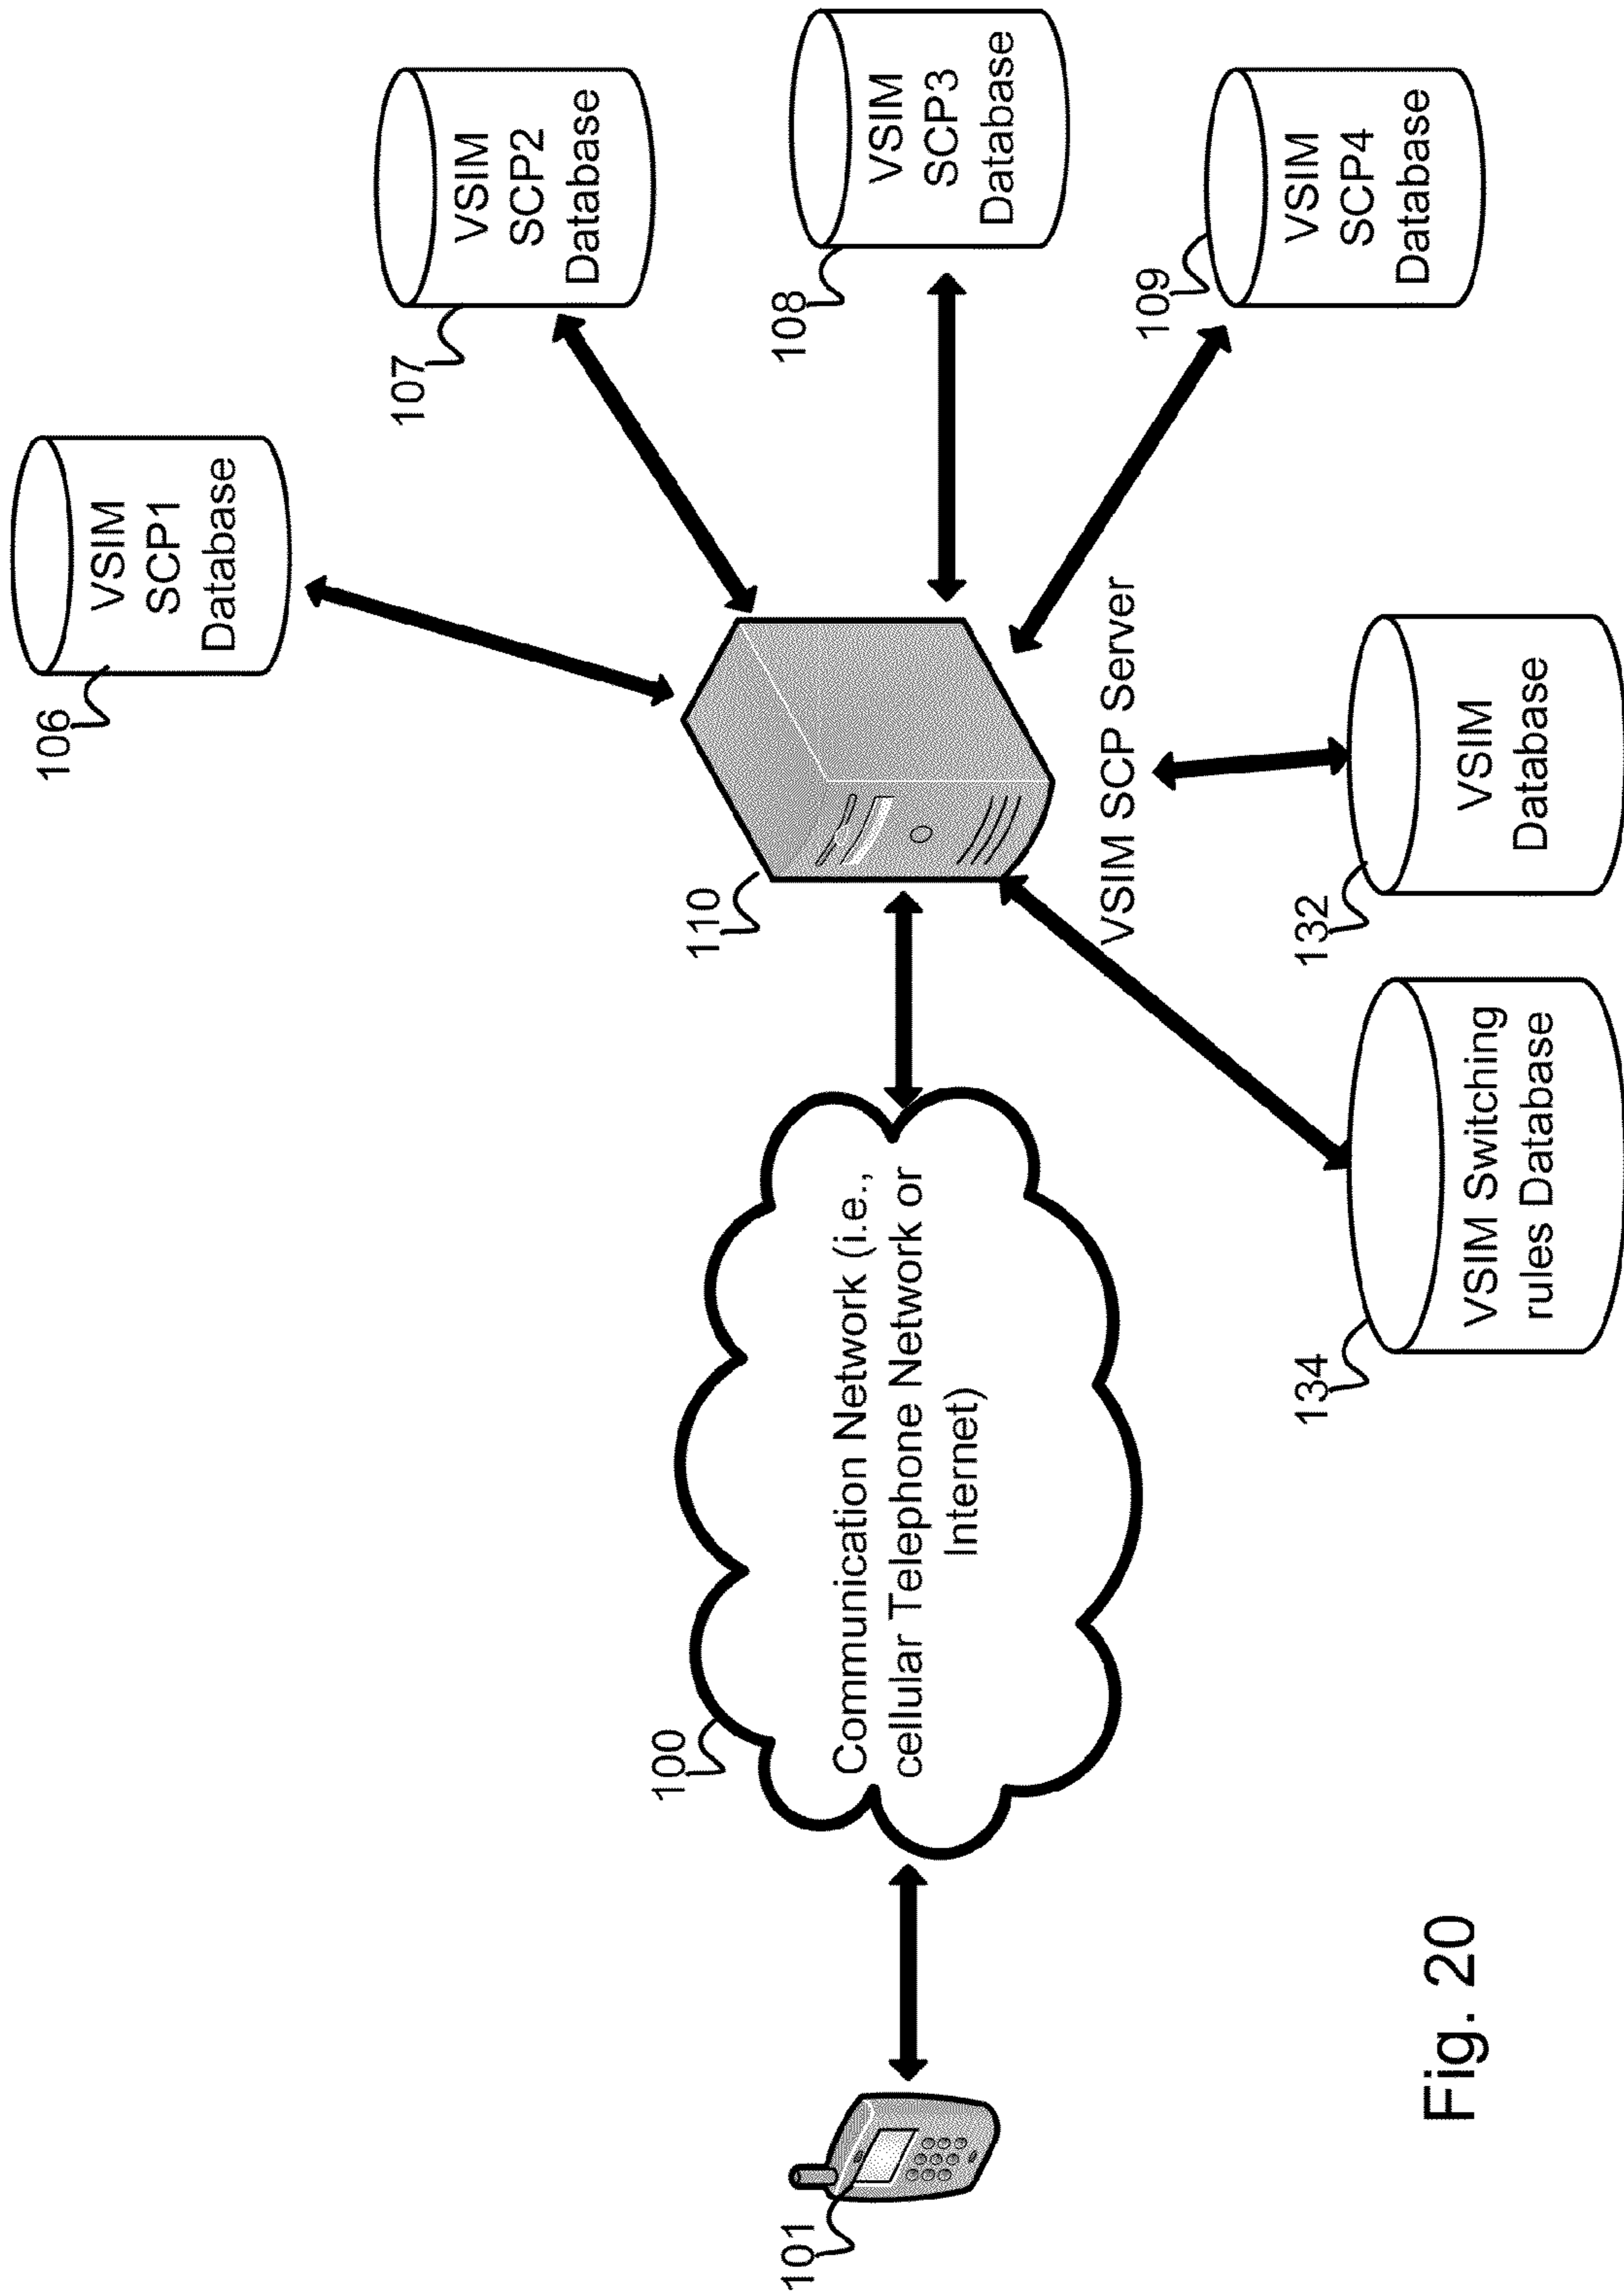 106
VSIM
SCP1
Database
107
VSIM
SCP2
Database
108
VSIM
SCP3
Database
109
VSIM
SCP4
Database
110
VSIM SCP Server
100
Communication Network (i.e.,
cellular Telephone Network or
Internet)
101
134
VSIM Switching
rules Database
132
VSIM
Database
Fig. 20